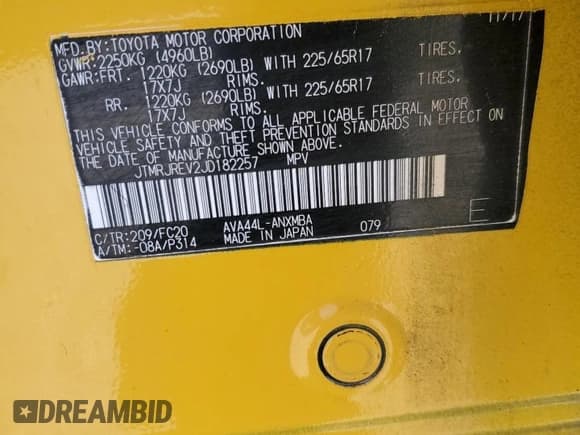 11/17
MFD.BY:TOYOTA MOTOR CORPORATION
GVWR:2250KG (4960LB)
GAWR:FRT. 1220KG (2690LB) WITH 225/65R17 TIRES.
17X7J RIMS.
RR. 1220KG (2690LB) WITH 225/65R17 TIRES.
17X7J RIMS.
THIS VEHICLE CONFORMS TO ALL APPLICABLE FEDERAL MOTOR
VEHICLE SAFETY AND THEFT PREVENTION STANDARDS IN EFFECT ON
THE DATE OF MANUFACTURE SHOWN ABOVE.
JTMRJREV2JD182257 MPV
C/TR:209/FC20 AVA44L-ANXMBA 079 E
A/TM:-08A/P314 MADE IN JAPAN
DREAMBID